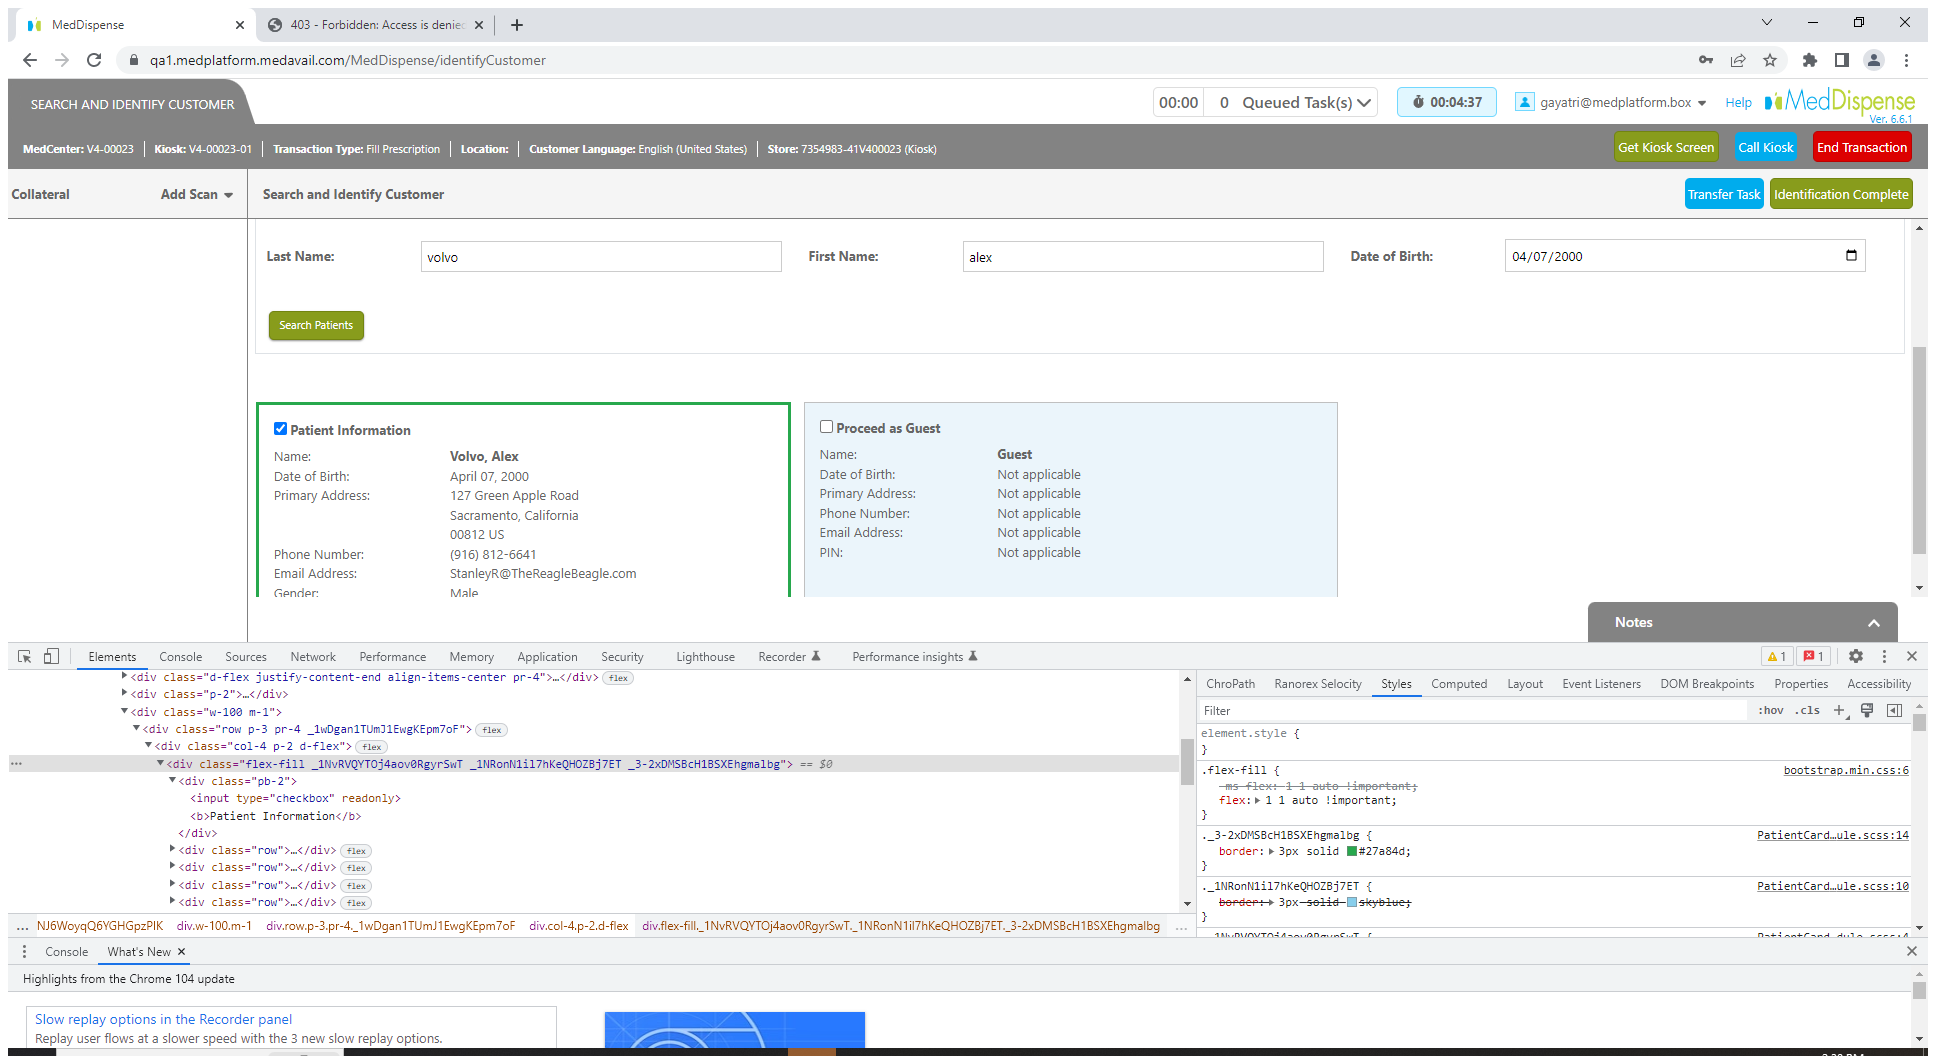 MedDispense
403 - Forbidden: Access is denied
qa1.medplatform.medavail.com/MedDispense/identifyCustomer
SEARCH AND IDENTIFY CUSTOMER
00:00 0 Queued Task(s) 00:04:37 gayatri@medplatform.box Help MedDispense
Ver. 6.6.1
MedCenter: V4-00023 Kiosk: V4-00023-01 Transaction Type: Fill Prescription Location: Customer Language: English (United States) Store: 7354983-41V400023 (Kiosk) Get Kiosk Screen Call Kiosk End Transaction
Collateral Add Scan Search and Identify Customer Transfer Task Identification Complete
Last Name: volvo First Name: alex Date of Birth: 04/07/2000
Search Patients
Patient Information
Name: Volvo, Alex
Date of Birth: April 07, 2000
Primary Address: 127 Green Apple Road
Sacramento, California
00812 US
Phone Number: (916) 812-6641
Email Address: StanleyR@TheReagleBeagle.com
Gender: Male
Proceed as Guest
Name: Guest
Date of Birth: Not applicable
Primary Address: Not applicable
Phone Number: Not applicable
Email Address: Not applicable
PIN: Not applicable
Notes
Elements Console Sources Network Performance Memory Application Security Lighthouse Recorder Performance insights 1 1
<div class="d-flex justify-content-end align-items-center pr-4">…</div> flex
<div class="p-2">…</div>
<div class="w-100 m-1">
<div class="row p-3 pr-4 _1wDgan1TUmJ1EwgKEpm7oF"> flex
<div class="col-4 p-2 d-flex"> flex
<div class="flex-fill _1NvRVQYTOj4aov0RgyrSwT _1NRonN1il7hKeQHOZBj7ET _3-2xDMSBcH1BSXEhgmalbg"> == $0
<div class="pb-2">
<input type="checkbox" readonly>
<b>Patient Information</b>
</div>
<div class="row">…</div> flex
<div class="row">…</div> flex
<div class="row">…</div> flex
<div class="row">…</div> flex
... NJ6WoyqQ6YGHGpzPIK div.w-100.m-1 div.row.p-3.pr-4._1wDgan1TUmJ1EwgKEpm7oF div.col-4.p-2.d-flex div.flex-fill._1NvRVQYTOj4aov0RgyrSwT._1NRonN1il7hKeQHOZBj7ET._3-2xDMSBcH1BSXEhgmalbg ...
ChroPath Ranorex Selocity Styles Computed Layout Event Listeners DOM Breakpoints Properties Accessibility
Filter :hov .cls
element.style {
}
.flex-fill { bootstrap.min.css:6
-ms-flex: 1 1 auto !important;
flex: 1 1 auto !important;
}
._3-2xDMSBcH1BSXEhgmalbg { PatientCard…ule.scss:14
border: 3px solid #27a84d;
}
._1NRonN1il7hKeQHOZBj7ET { PatientCard…ule.scss:10
border: 3px solid skyblue;
}
._1NvRVQYTOj4aov0RgyrSwT { PatientCard…dule.scss:4
Console What's New
Highlights from the Chrome 104 update
Slow replay options in the Recorder panel
Replay user flows at a slower speed with the 3 new slow replay options.